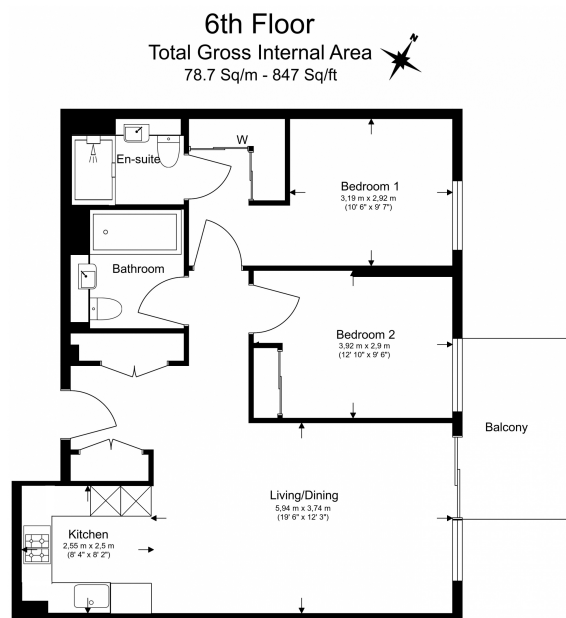 6th Floor
Total Gross Internal Area
78.7 Sq/m - 847 Sq/ft
N
W
En-suite
Bedroom 1
3,19 m x 2,92 m
(10' 6" x 9' 7")
Bathroom
Bedroom 2
3,92 m x 2,9 m
(12' 10" x 9' 6")
Balcony
Living/Dining
5,94 m x 3,74 m
(19' 6" x 12' 3")
Kitchen
2,55 m x 2,5 m
(8' 4" x 8' 2")